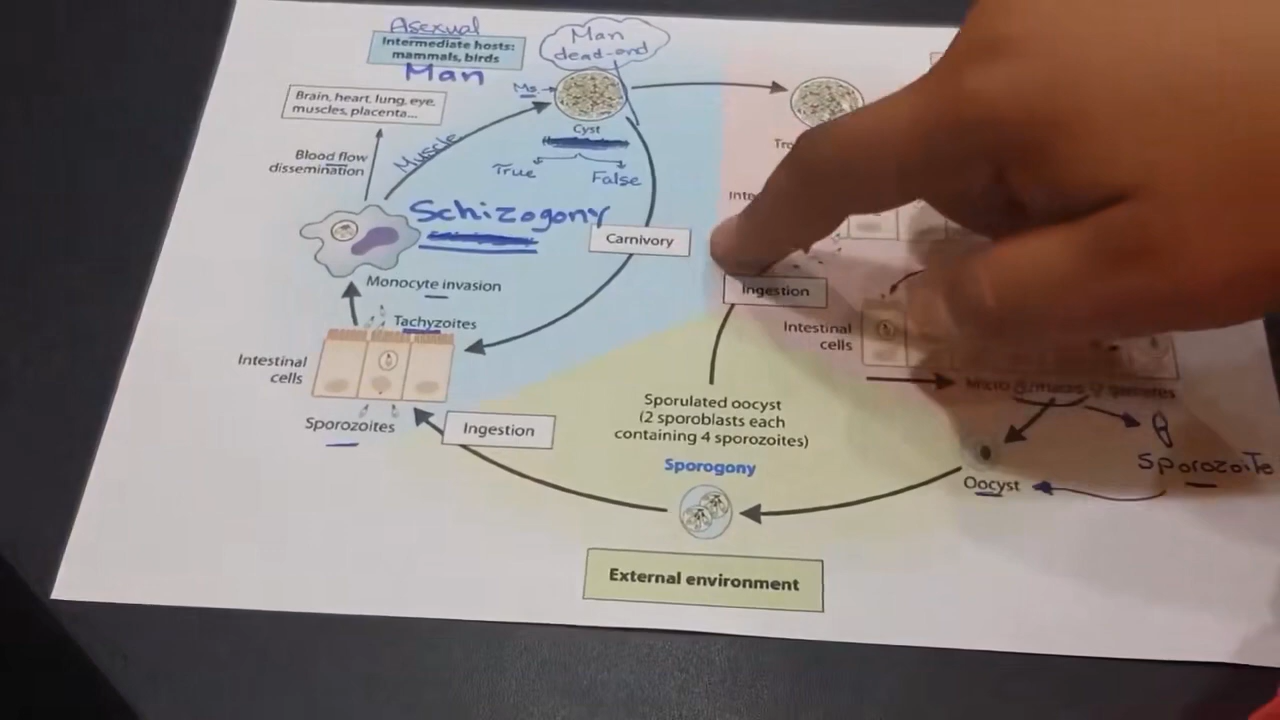 Asexual
Intermediate hosts:
mammals, birds
Man
Man
dead-end
Brain, heart, lung, eye,
muscles, placenta...
Ms
Cyst
True
False
Blood flow
dissemination
Muscle
Schizogony
Carnivory
Monocyte invasion
Tachyzoites
Intestinal
cells
Sporozoites
Ingestion
Ingestion
Intestinal
cells
Sporulated oocyst
(2 sporoblasts each
containing 4 sporozoites)
Sporogony
gametes
Sporozoite
Oocyst
External environment